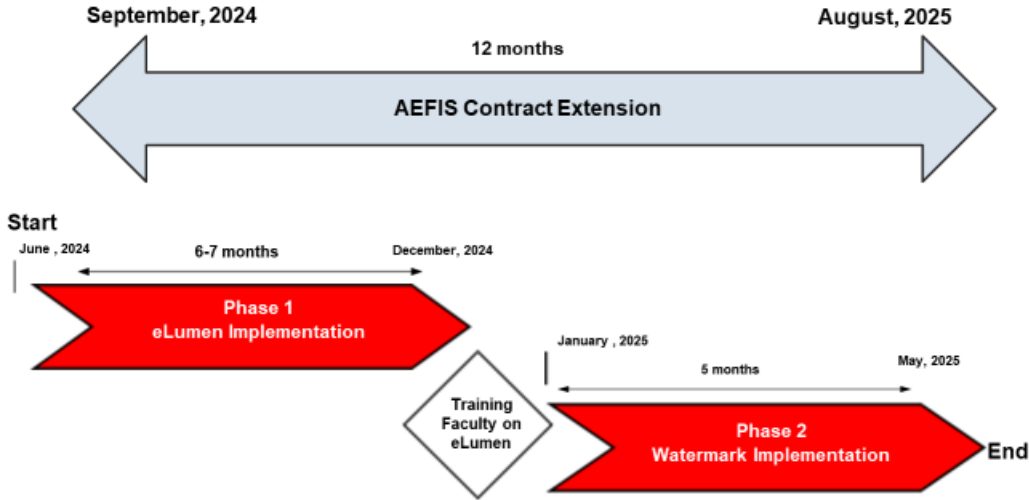 September, 2024
August, 2025
12 months
AEFIS Contract Extension
Start
June , 2024
6-7 months
December, 2024
Phase 1
eLumen Implementation
Training
Faculty on
eLumen
January , 2025
5 months
May, 2025
Phase 2
Watermark Implementation
End